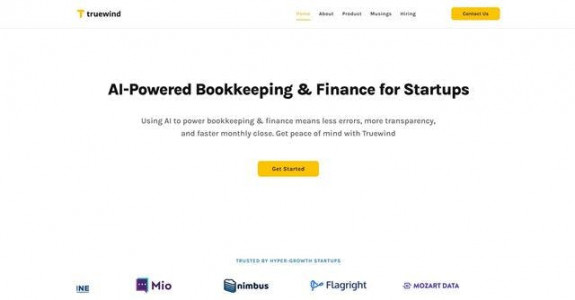 truewind
Home About Product Musings Hiring Contact Us
AI-Powered Bookkeeping & Finance for Startups
Using AI to power bookkeeping & finance means less errors, more transparency,
and faster monthly close. Get peace of mind with Truewind
Get Started
TRUSTED BY HYPER-GROWTH STARTUPS
INE Mio nimbus Flagright MOZART DATA